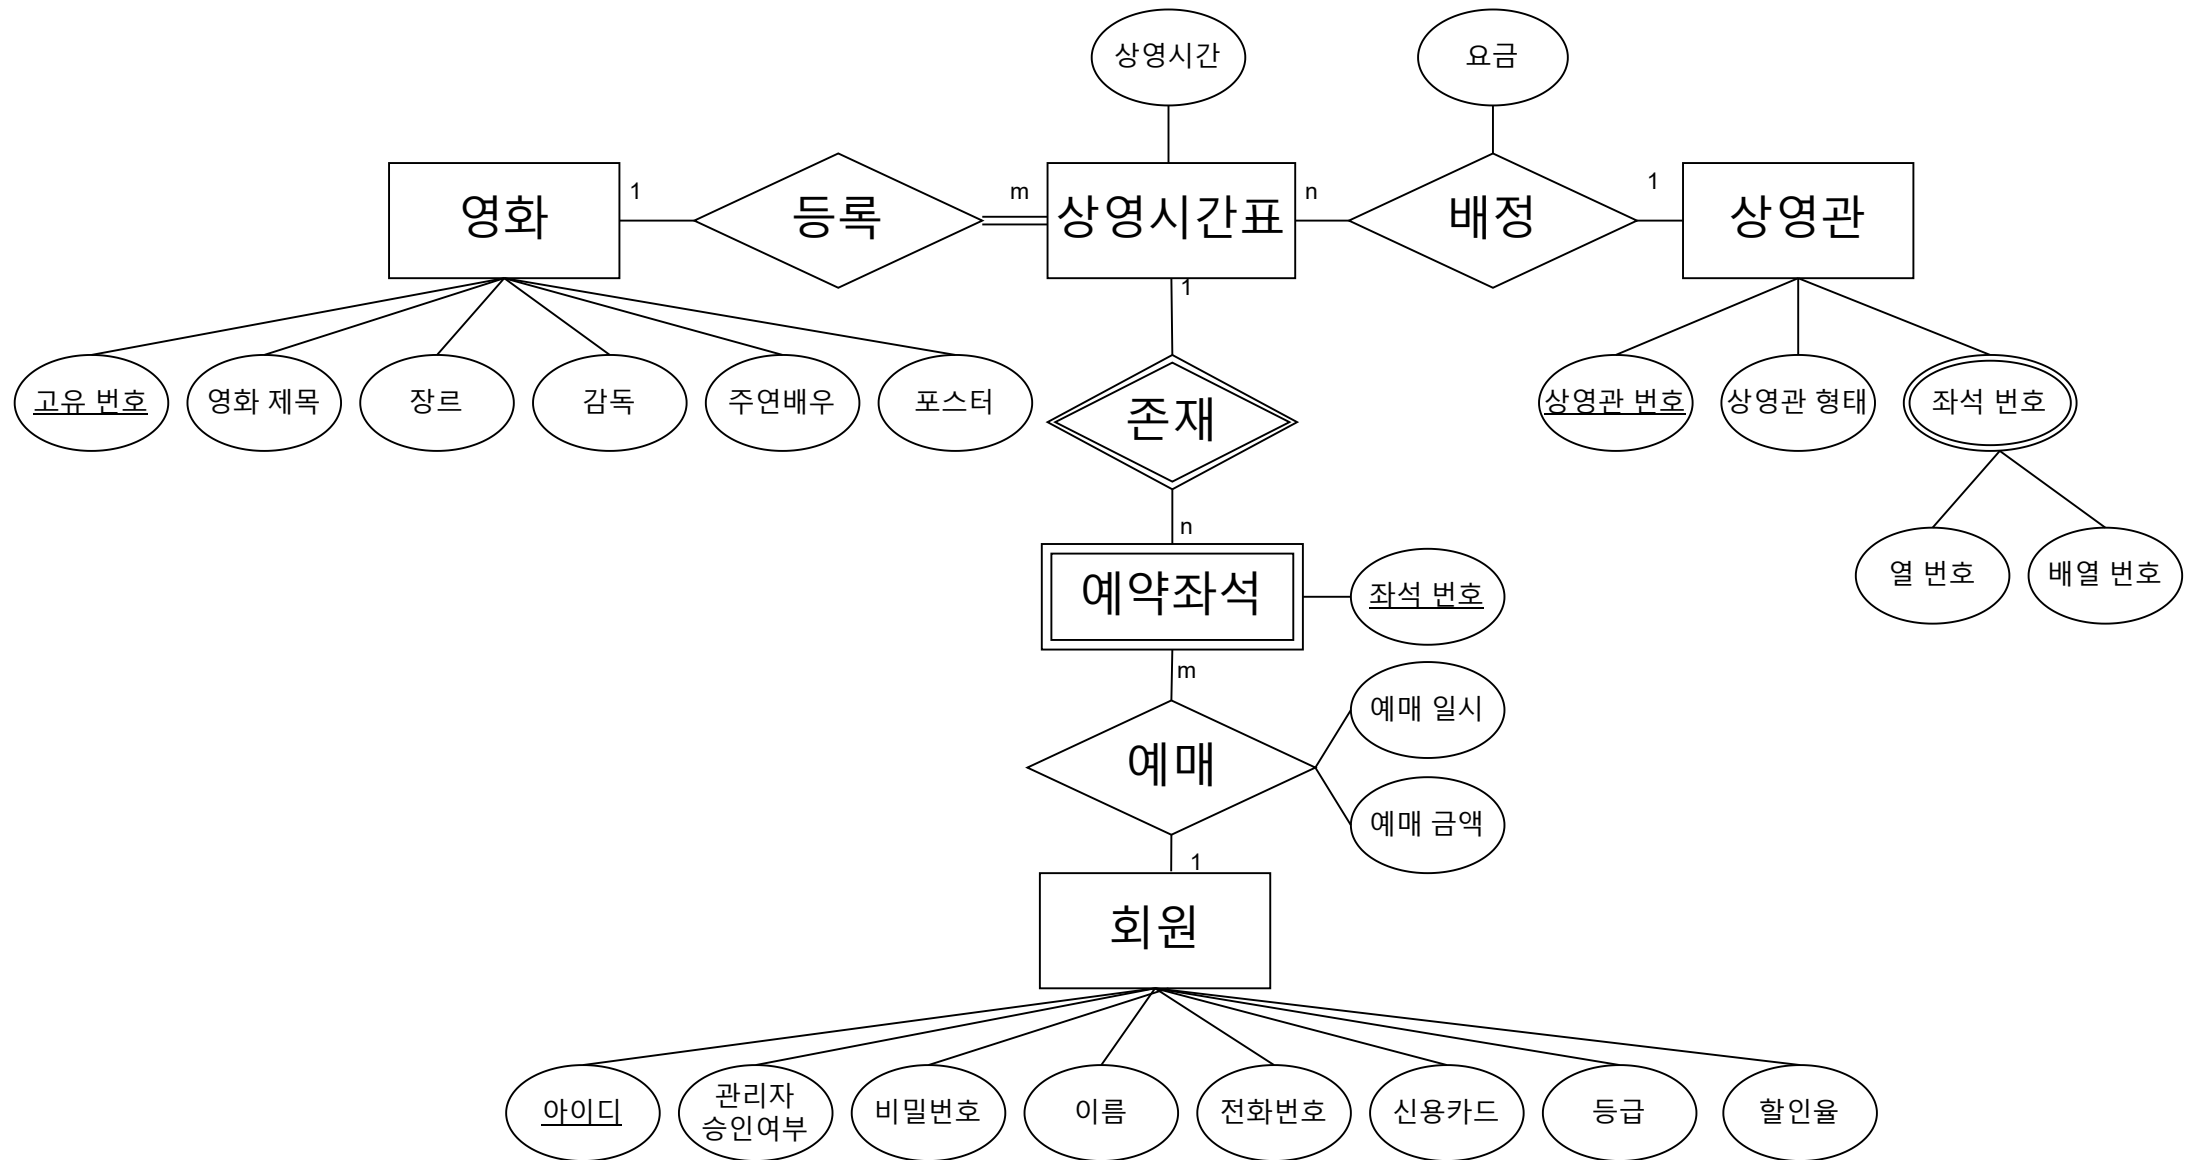 상영시간
요금
영화
1
등록
m
상영시간표
n
배정
1
상영관
1
고유 번호
영화 제목
장르
감독
주연배우
포스터
존재
상영관 번호
상영관 형태
좌석 번호
n
열 번호
배열 번호
예약좌석
좌석 번호
m
예매 일시
예매
예매 금액
1
회원
아이디
관리자
승인여부
비밀번호
이름
전화번호
신용카드
등급
할인율